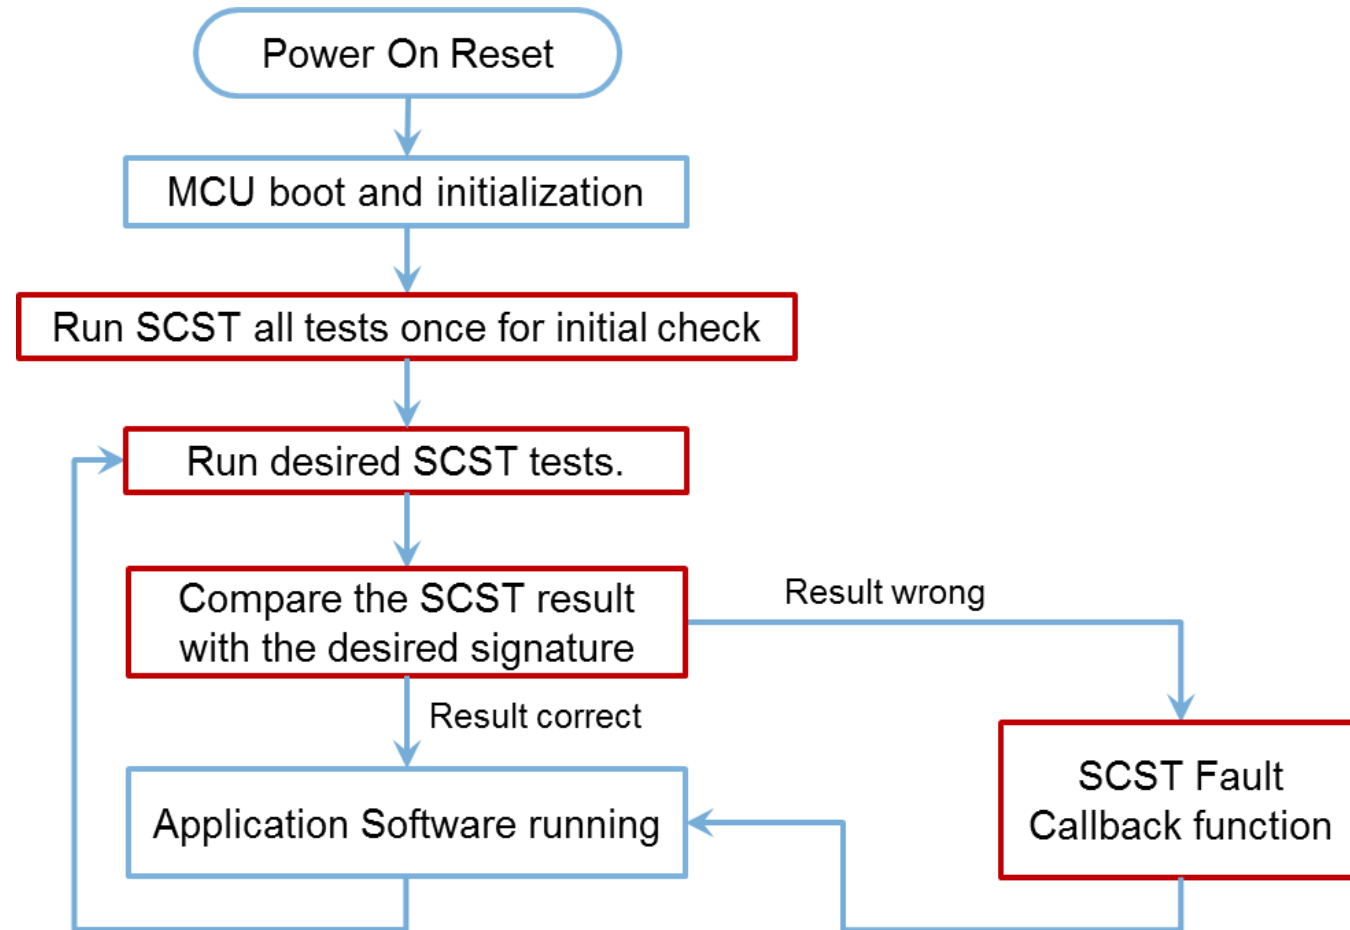 Power On Reset
MCU boot and initialization
Run SCST all tests once for initial check
Run desired SCST tests.
Compare the SCST result
with the desired signature
Result wrong
Result correct
SCST Fault
Callback function
Application Software running